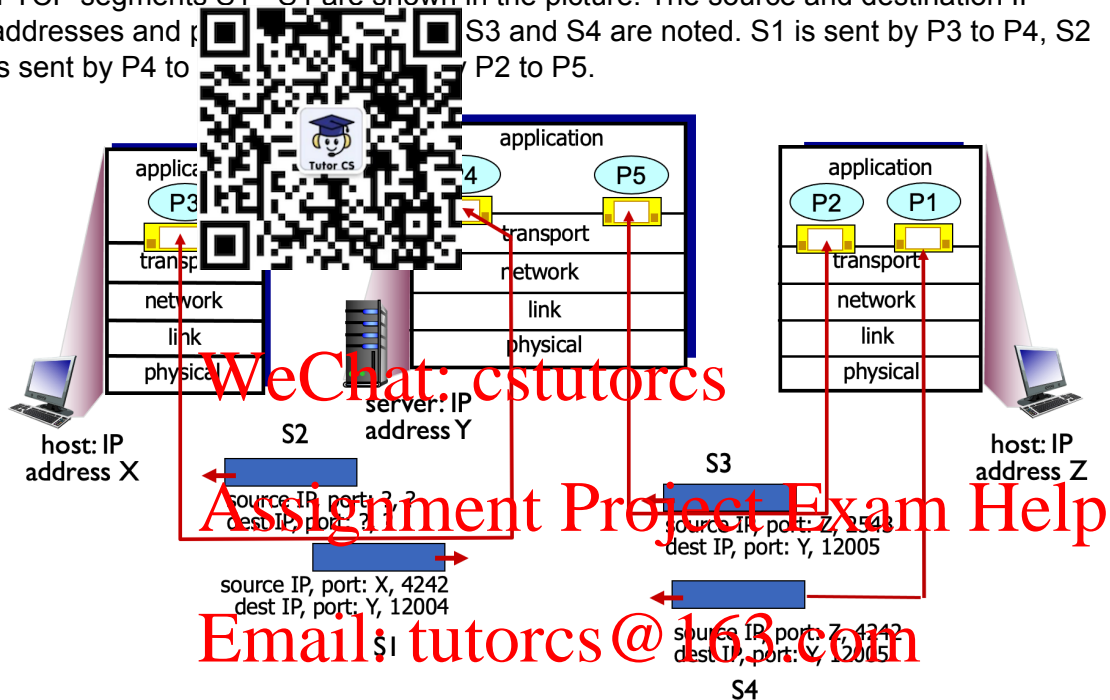 TCP segments S1 S4 are shown in the picture. The source and destination IP
addresses and S3 and S4 are noted. S1 is sent by P3 to P4, S2
is sent by P4 to P2 to P5.
Tutor CS
application
P5
transport
network
link
physical
P3
network
link
physical
application
P2 P1
transport
network
link
physical
server: IP
address Y
host: IP
address X
host: IP
address Z
WeChat: cstutorcs
S2
source IP, port: ?, ?
dest IP, port: ?, ?
S3
source IP, port: Z, 2543
dest IP, port: Y, 12005
Assignment Project Exam Help
source IP, port: X, 4242
dest IP, port: Y, 12004
S1
source IP, port: Z, 4242
dest IP, port: Y, 12005
S4
Email: tutorcs@163.com